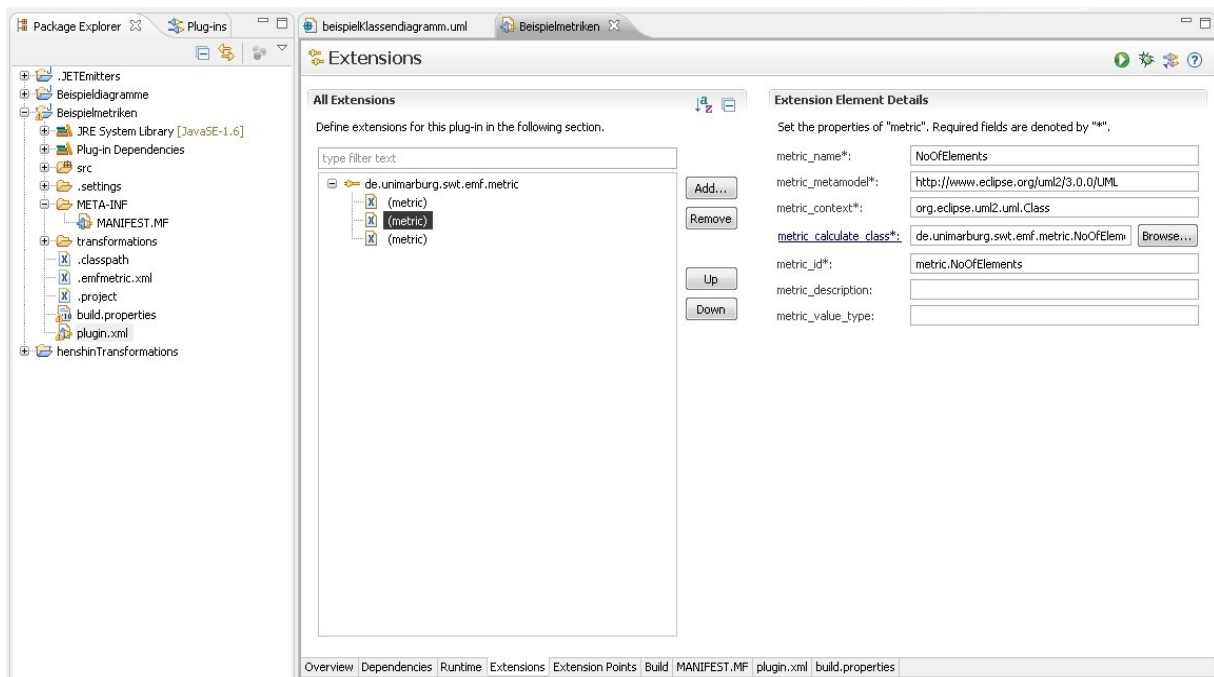 Package Explorer Plug-ins
.JETEmitters
Beispieldiagramme
Beispielmetriken
JRE System Library [JavaSE-1.6]
Plug-in Dependencies
src
.settings
META-INF
MANIFEST.MF
transformations
.classpath
.emfmetric.xml
.project
build.properties
plugin.xml
henshinTransformations
beispielKlassendiagramm.uml Beispielmetriken
Extensions
All Extensions
Define extensions for this plug-in in the following section.
type filter text
de.unimarburg.swt.emf.metric
(metric)
(metric)
(metric)
Add...
Remove
Up
Down
Extension Element Details
Set the properties of "metric". Required fields are denoted by "*".
metric_name*: NoOfElements
metric_metamodel*: http://www.eclipse.org/uml2/3.0.0/UML
metric_context*: org.eclipse.uml2.uml.Class
metric_calculate_class*: de.unimarburg.swt.emf.metric.NoOfElem Browse...
metric_id*: metric.NoOfElements
metric_description:
metric_value_type:
Overview Dependencies Runtime Extensions Extension Points Build MANIFEST.MF plugin.xml build.properties